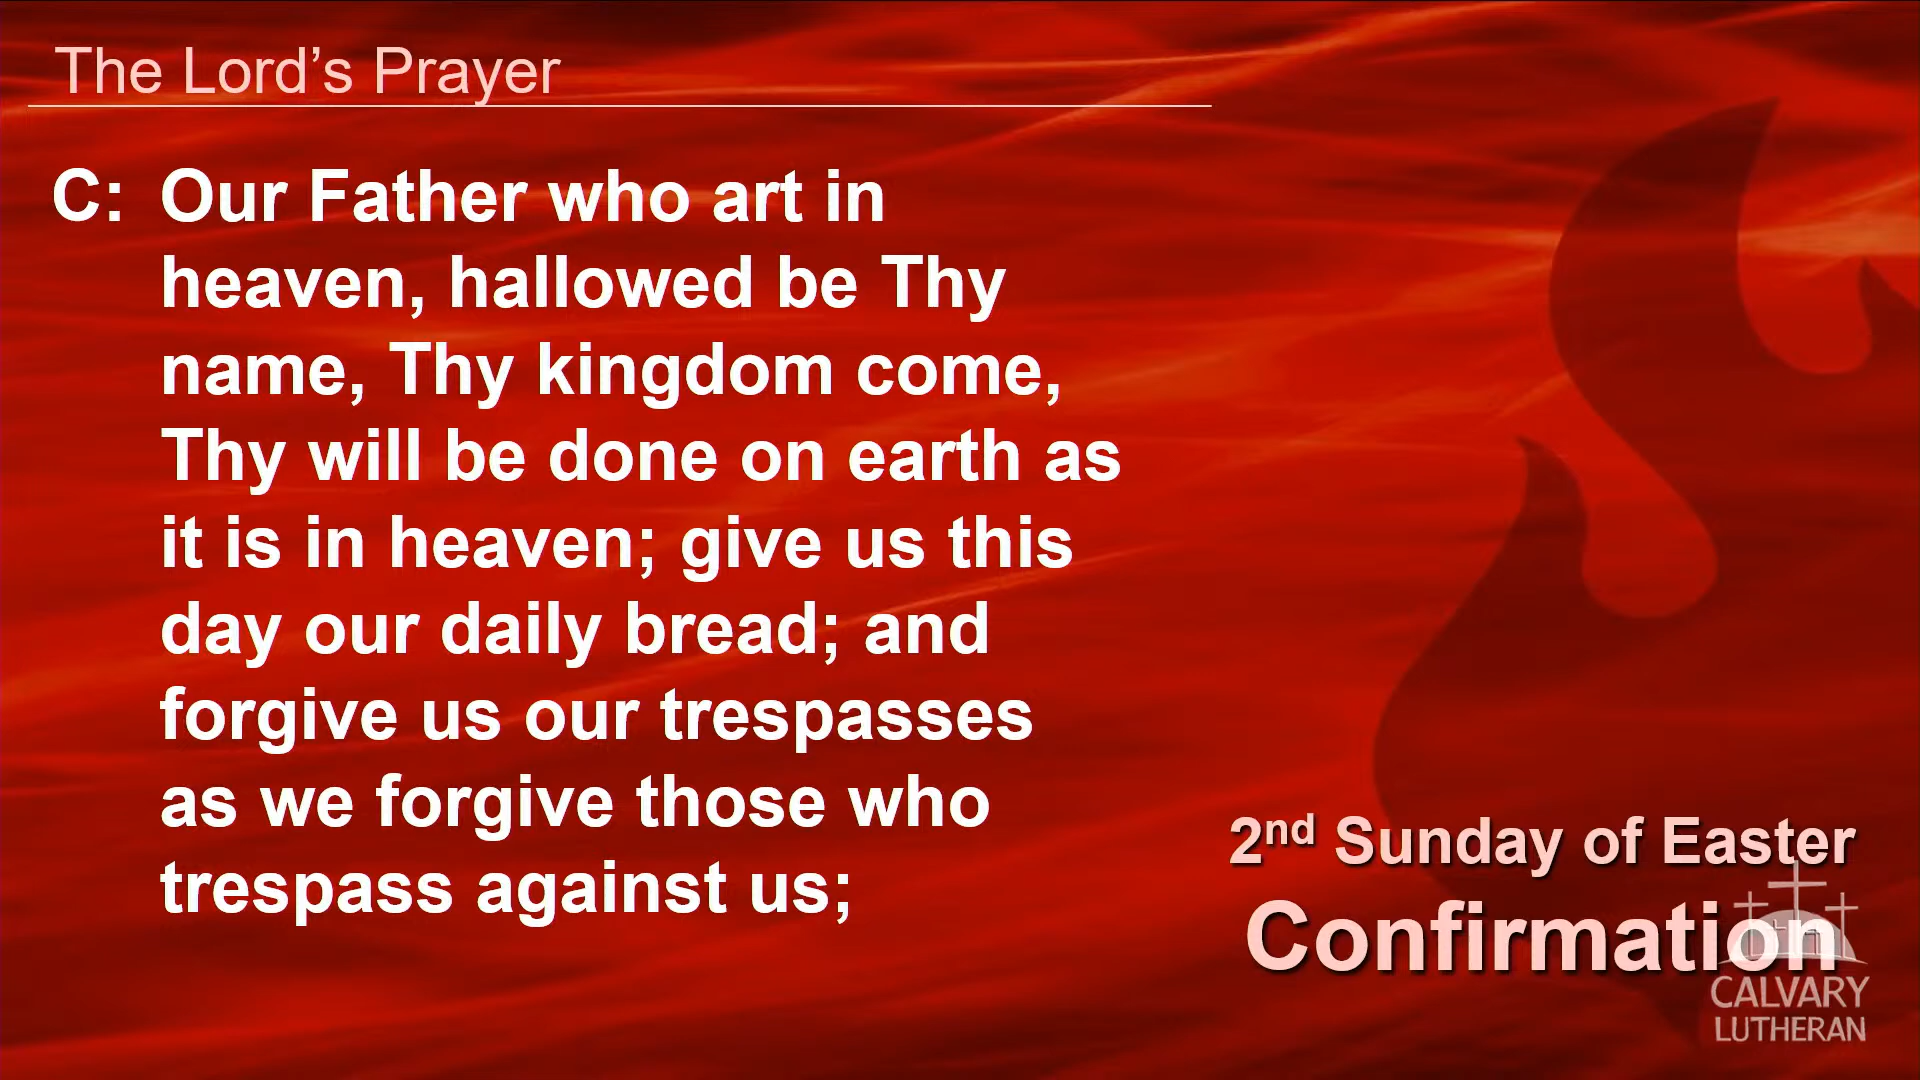 The Lord’s Prayer
C: Our Father who art in
heaven, hallowed be Thy
name, Thy kingdom come,
Thy will be done on earth as
it is in heaven; give us this
day our daily bread; and
forgive us our trespasses
as we forgive those who
trespass against us;
2nd Sunday of Easter
Confirmation
CALVARY
LUTHERAN